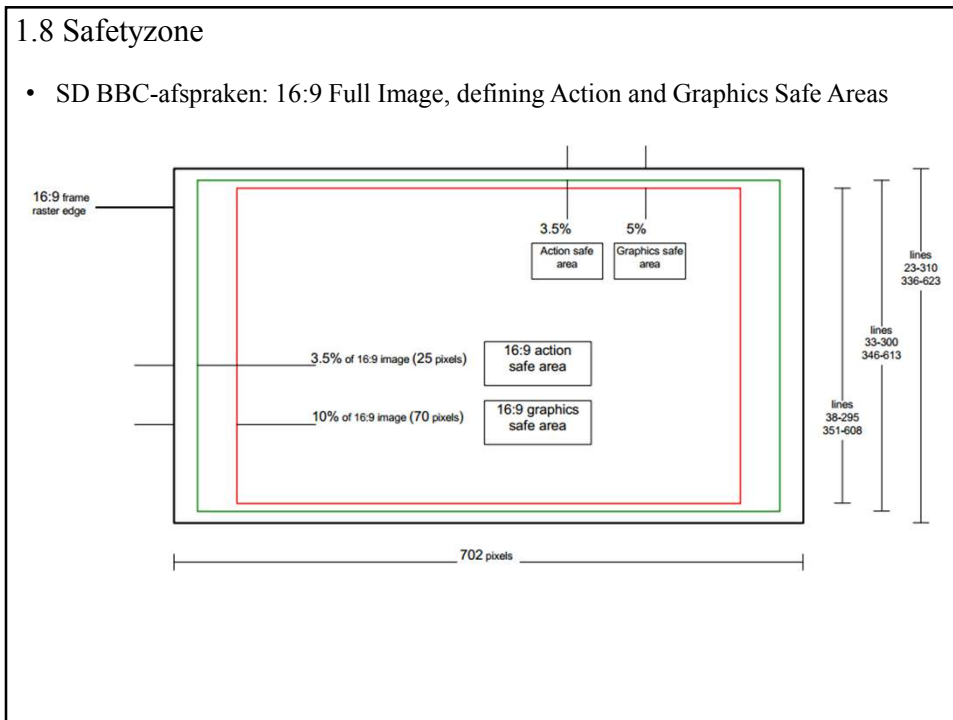 1.8 Safetyzone
• SD BBC-afspraken: 16:9 Full Image, defining Action and Graphics Safe Areas
16:9 frame
raster edge
3.5%
5%
Action safe
area
Graphics safe
area
lines
23-310
336-623
lines
33-300
346-613
lines
38-295
351-608
3.5% of 16:9 image (25 pixels)
16:9 action
safe area
10% of 16:9 image (70 pixels)
16:9 graphics
safe area
702 pixels